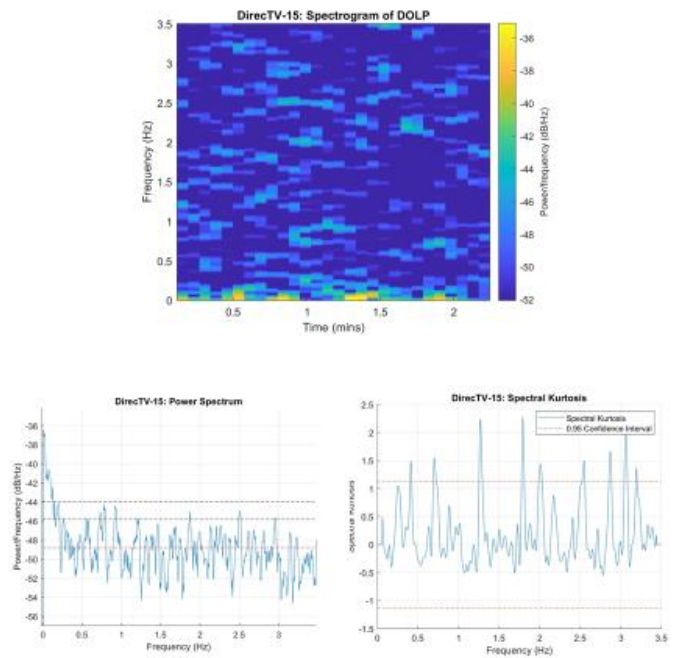 DirecTV-15: Spectrogram of DOLP
3.5
3
2.5
2
1.5
1
0.5
0
Frequency (Hz)
0.5 1 1.5 2
Time (mins)
-36
-38
-40
-42
-44
-46
-48
-50
-52
Power/frequency (dB/Hz)
DirecTV-15: Power Spectrum
-36
-38
-40
-42
-44
-46
-48
-50
-52
-54
-56
Power/Frequency (dB/Hz)
0 0.5 1 1.5 2 2.5 3
Frequency (Hz)
DirecTV-15: Spectral Kurtosis
2.5
2
1.5
1
0.5
0
-0.5
-1
-1.5
Spectral Kurtosis
Spectral Kurtosis
0.95 Confidence Interval
0 0.5 1 1.5 2 2.5 3 3.5
Frequency (Hz)